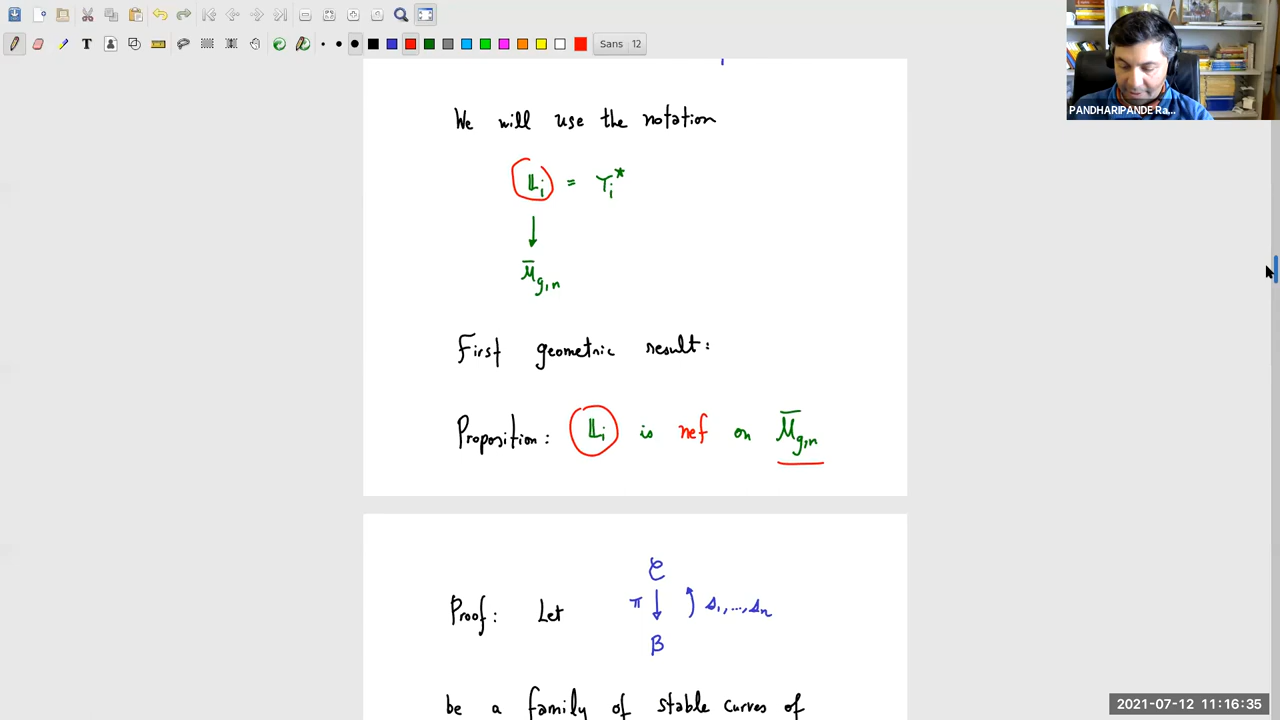 Sans 12
PANDHARIPANDE Ra...
We will use the notation
𝕃ᵢ = Tᵢ*
↓
M̄g,n
First geometric result:
Proposition: 𝕃ᵢ is nef on M̄g,n
𝒞
Proof: Let π ↓ s₁,...,sₙ
B
be a family of stable curves of
2021-07-12 11:16:35